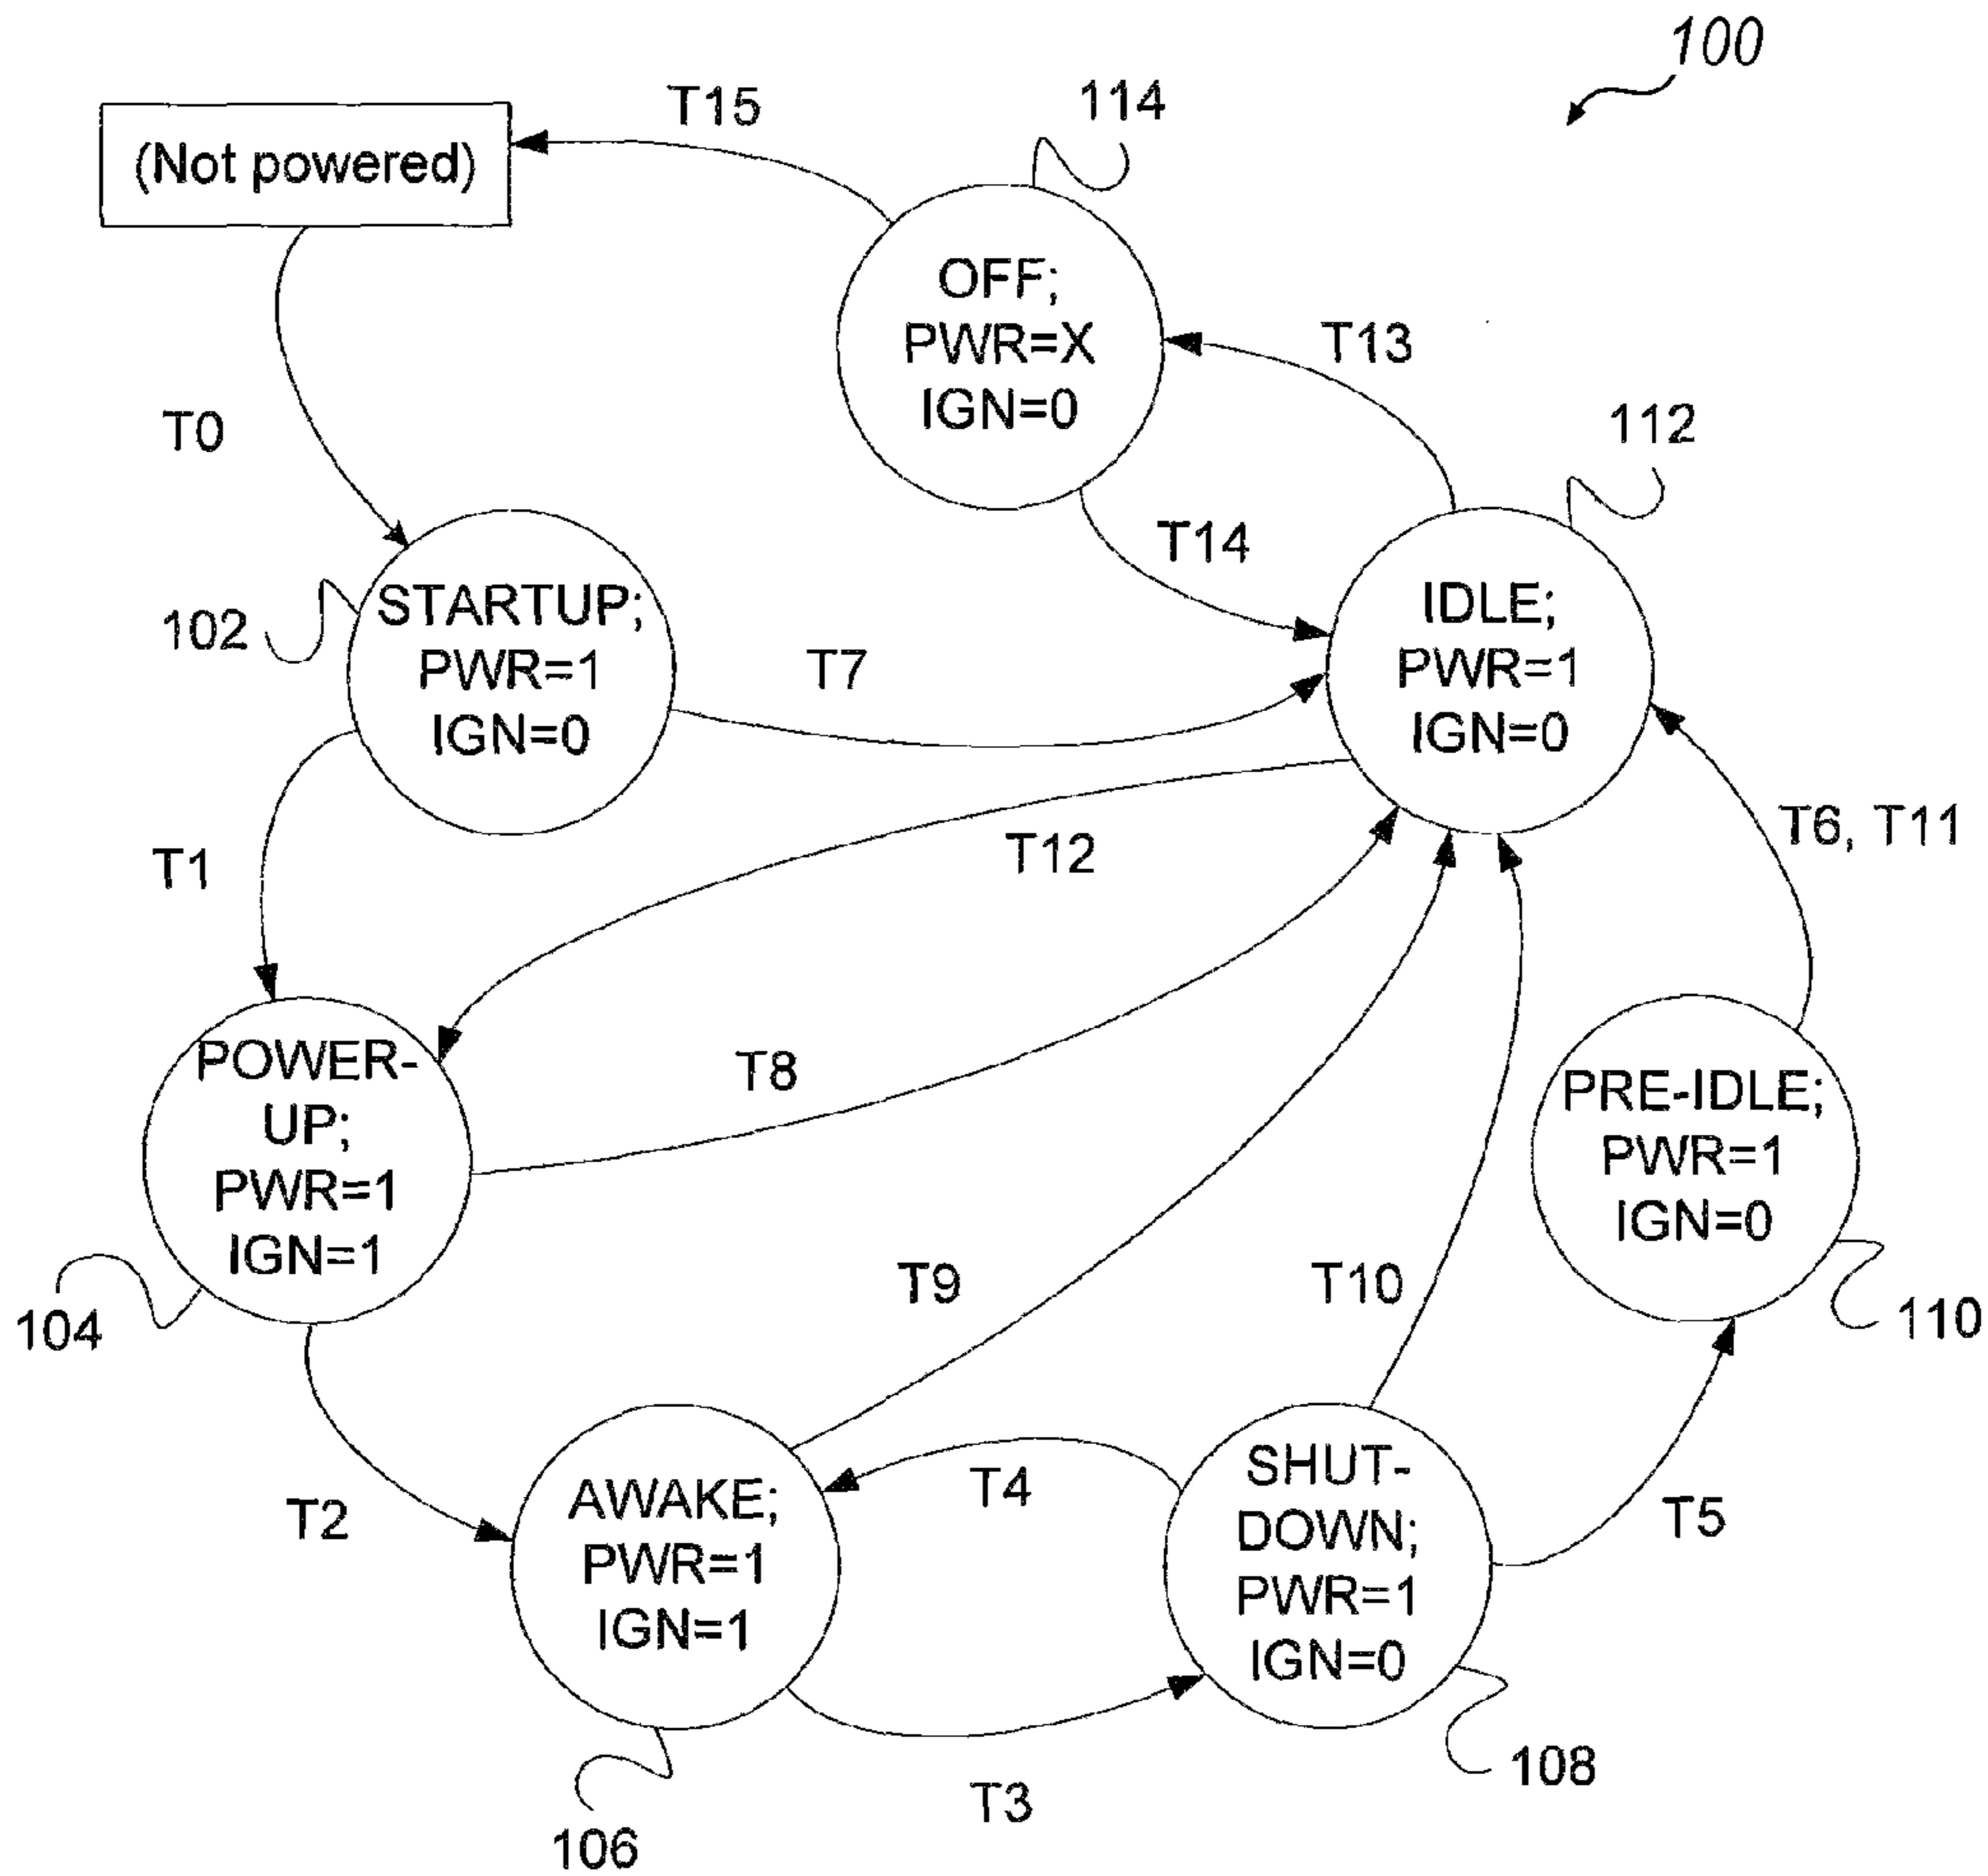 100
T15
114
(Not powered)
OFF;
PWR=X
IGN=0
T13
T0
112
T14
STARTUP;
PWR=1
IGN=0
102
T7
IDLE;
PWR=1
IGN=0
T1
T12
T6, T11
POWER-
UP;
PWR=1
IGN=1
T8
PRE-IDLE;
PWR=1
IGN=0
104
T9
T10
110
T2
AWAKE;
PWR=1
IGN=1
T4
SHUT-
DOWN;
PWR=1
IGN=0
T5
T3
108
106